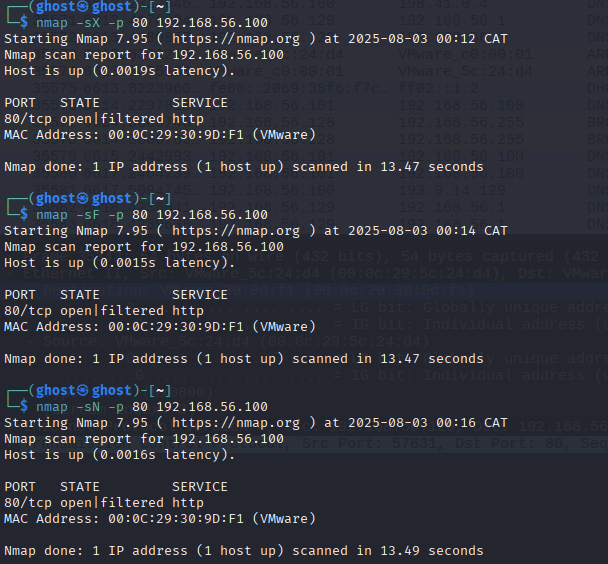 ┌──(ghost㉿ghost)-[~]
└─$ nmap -sX -p 80 192.168.56.100
Starting Nmap 7.95 ( https://nmap.org ) at 2025-08-03 00:12 CAT
Nmap scan report for 192.168.56.100
Host is up (0.0019s latency).

PORT   STATE         SERVICE
80/tcp open|filtered http
MAC Address: 00:0C:29:30:9D:F1 (VMware)

Nmap done: 1 IP address (1 host up) scanned in 13.47 seconds

┌──(ghost㉿ghost)-[~]
└─$ nmap -sF -p 80 192.168.56.100
Starting Nmap 7.95 ( https://nmap.org ) at 2025-08-03 00:14 CAT
Nmap scan report for 192.168.56.100
Host is up (0.0015s latency).

PORT   STATE         SERVICE
80/tcp open|filtered http
MAC Address: 00:0C:29:30:9D:F1 (VMware)

Nmap done: 1 IP address (1 host up) scanned in 13.47 seconds

┌──(ghost㉿ghost)-[~]
└─$ nmap -sN -p 80 192.168.56.100
Starting Nmap 7.95 ( https://nmap.org ) at 2025-08-03 00:16 CAT
Nmap scan report for 192.168.56.100
Host is up (0.0016s latency).

PORT   STATE         SERVICE
80/tcp open|filtered http
MAC Address: 00:0C:29:30:9D:F1 (VMware)

Nmap done: 1 IP address (1 host up) scanned in 13.49 seconds